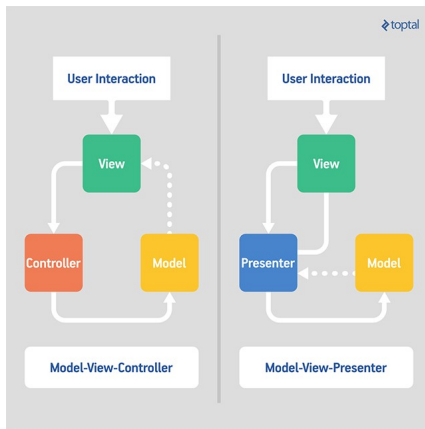 toptal
User Interaction
View
Controller
Model
Model-View-Controller
User Interaction
View
Presenter
Model
Model-View-Presenter